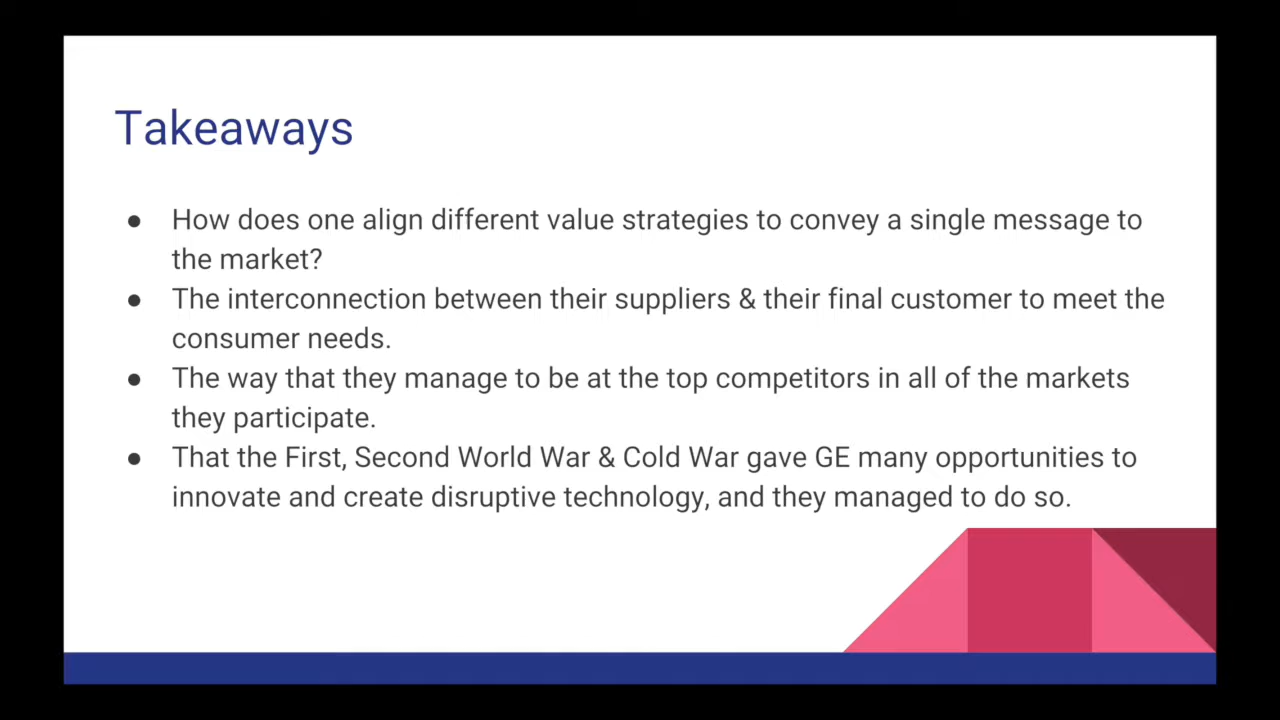 Takeaways
● How does one align different value strategies to convey a single message to
the market?
● The interconnection between their suppliers & their final customer to meet the
consumer needs.
● The way that they manage to be at the top competitors in all of the markets
they participate.
● That the First, Second World War & Cold War gave GE many opportunities to
innovate and create disruptive technology, and they managed to do so.